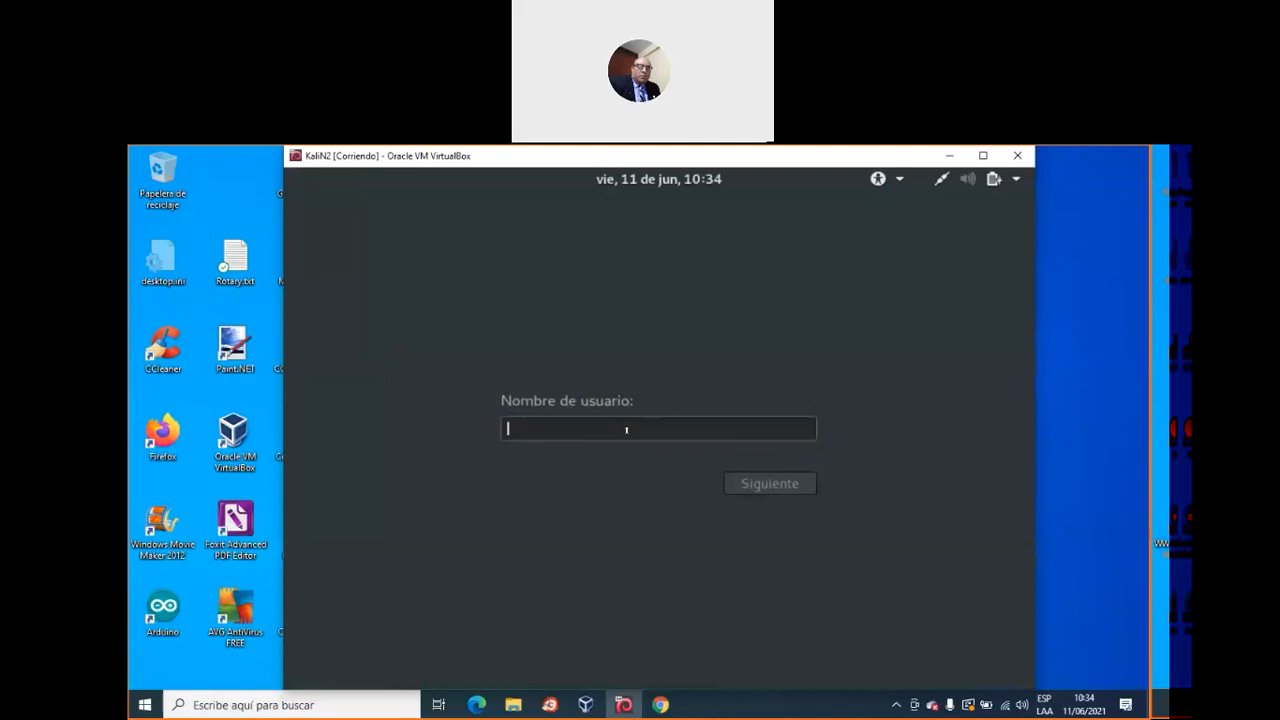 KaliN2 [Corriendo] - Oracle VM VirtualBox
vie, 11 de jun, 10:34
Papelera de
reciclaje
desktop.ini
Rotary.txt
CCleaner
Paint.NET
Nombre de usuario:
Siguiente
Firefox
Oracle VM
VirtualBox
Windows Movie
Maker 2012
Foxit Advanced
PDF Editor
Arduino
AVG AntiVirus
FREE
Escribe aquí para buscar
ESP
LAA
10:34
11/06/2021